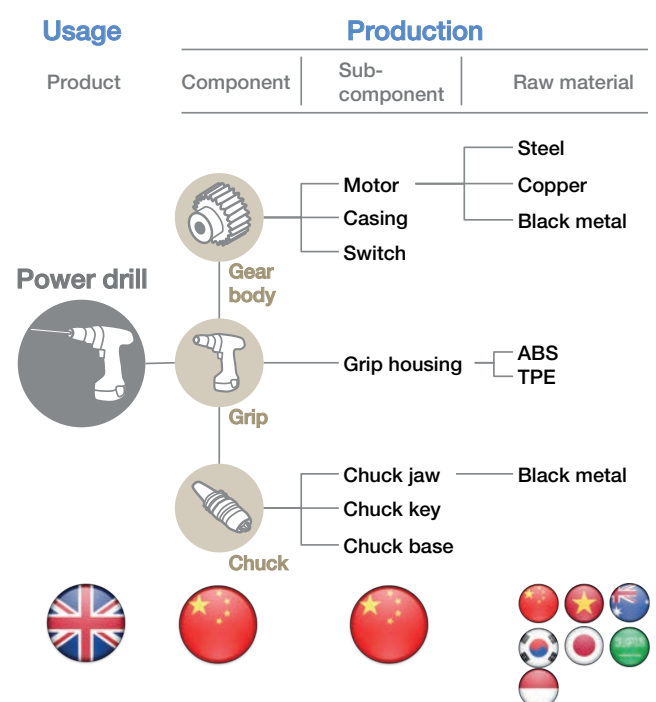 Usage
Production
Product
Component
Sub-
component
Raw material
Steel
Motor
Copper
Casing
Black metal
Switch
Gear
body
Power drill
Grip housing
ABS
TPE
Grip
Chuck jaw
Black metal
Chuck key
Chuck base
Chuck